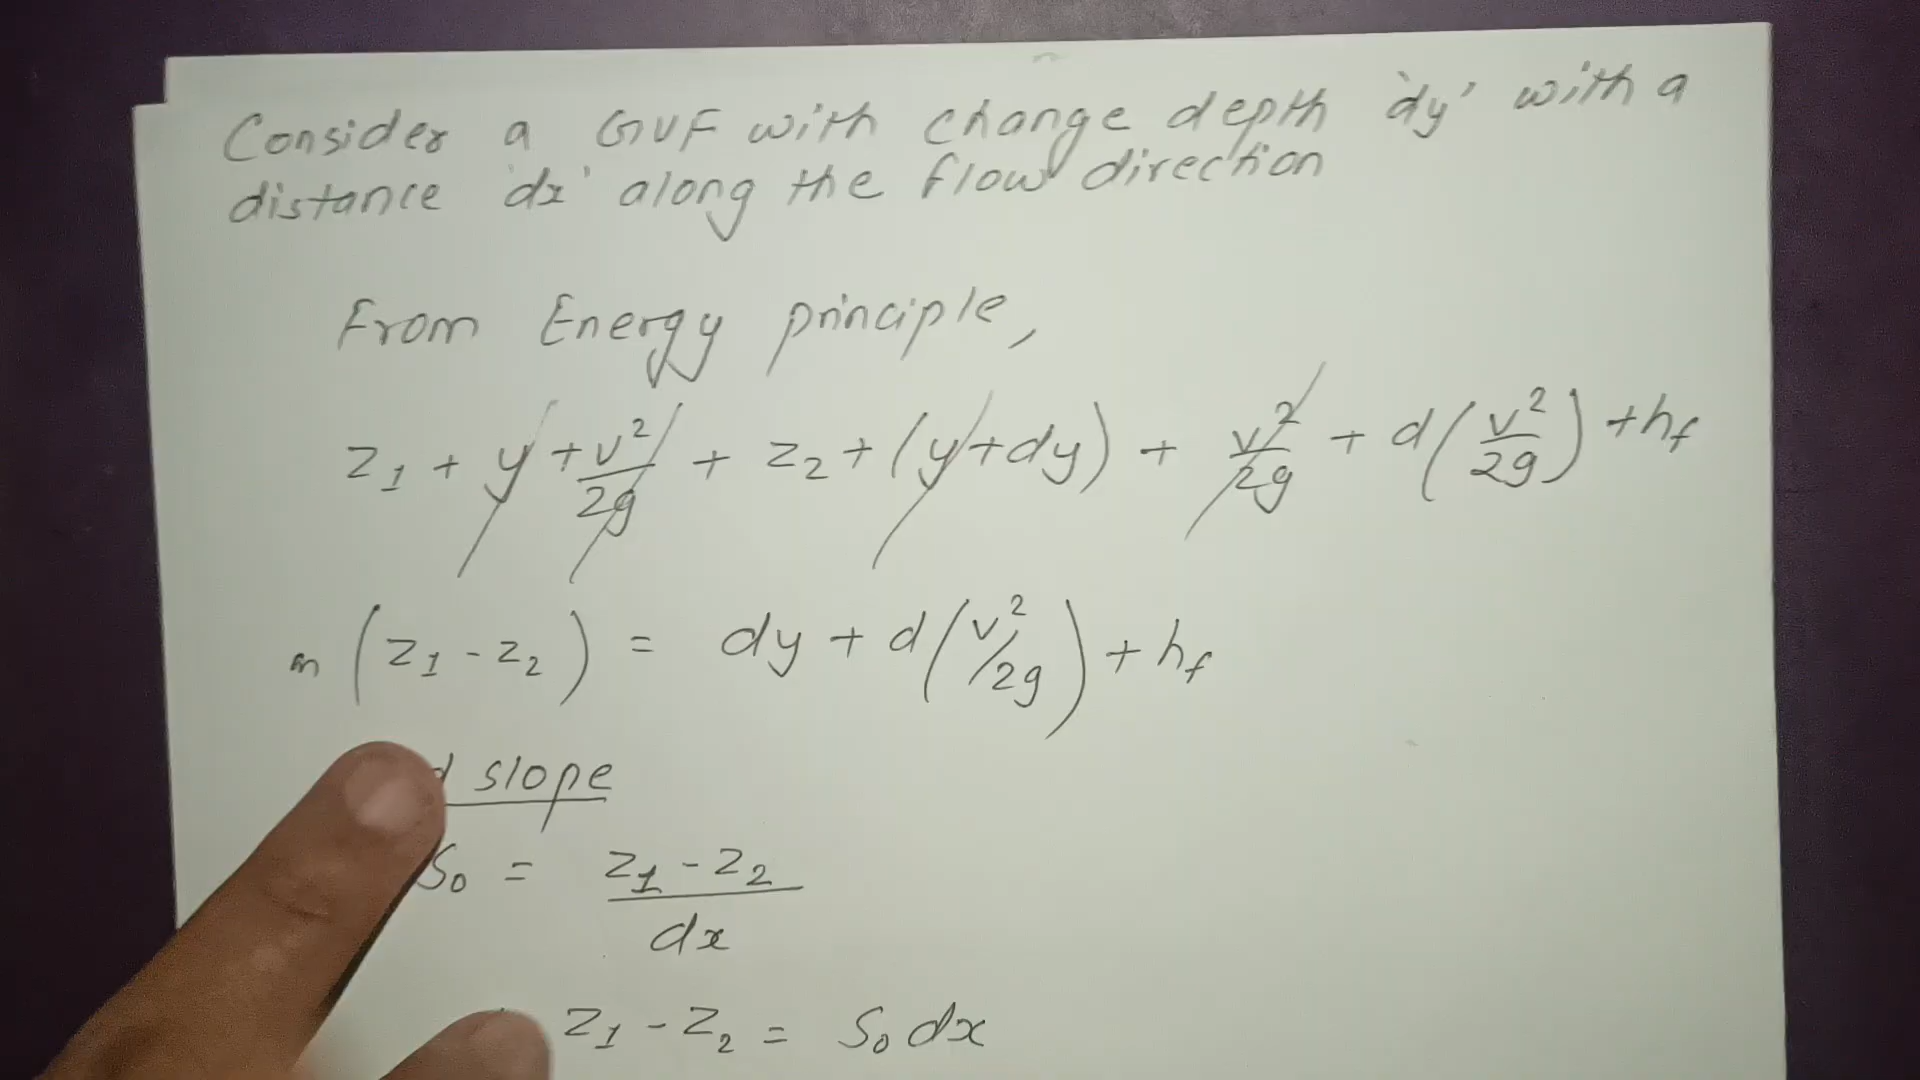 Consider a GVF with change depth 'dy' with a
distance 'dx' along the flow direction
From Energy principle,
z₁ + y + v²/2g + z₂ + (y+dy) + v²/2g + d(v²/2g) + hf
(z₁ - z₂) = dy + d(v²/2g) + hf
slope
S₀ = z₁ - z₂ / dx
z₁ - z₂ = S₀ dx